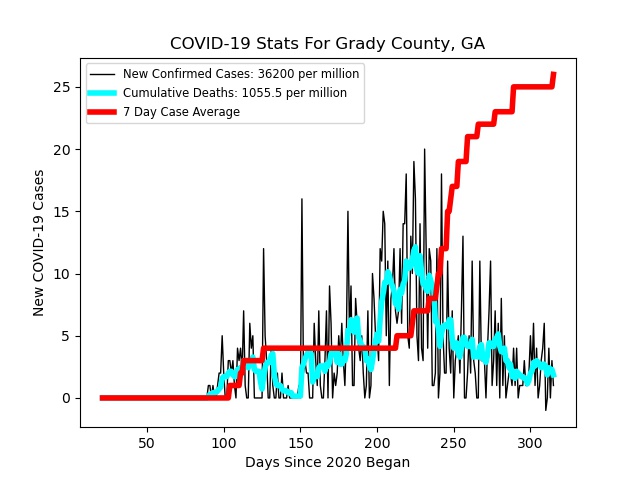 COVID-19 Stats For Grady County, GA
New Confirmed Cases: 36200 per million
Cumulative Deaths: 1055.5 per million
7 Day Case Average
New COVID-19 Cases
25
20
15
10
5
0
50 100 150 200 250 300
Days Since 2020 Began